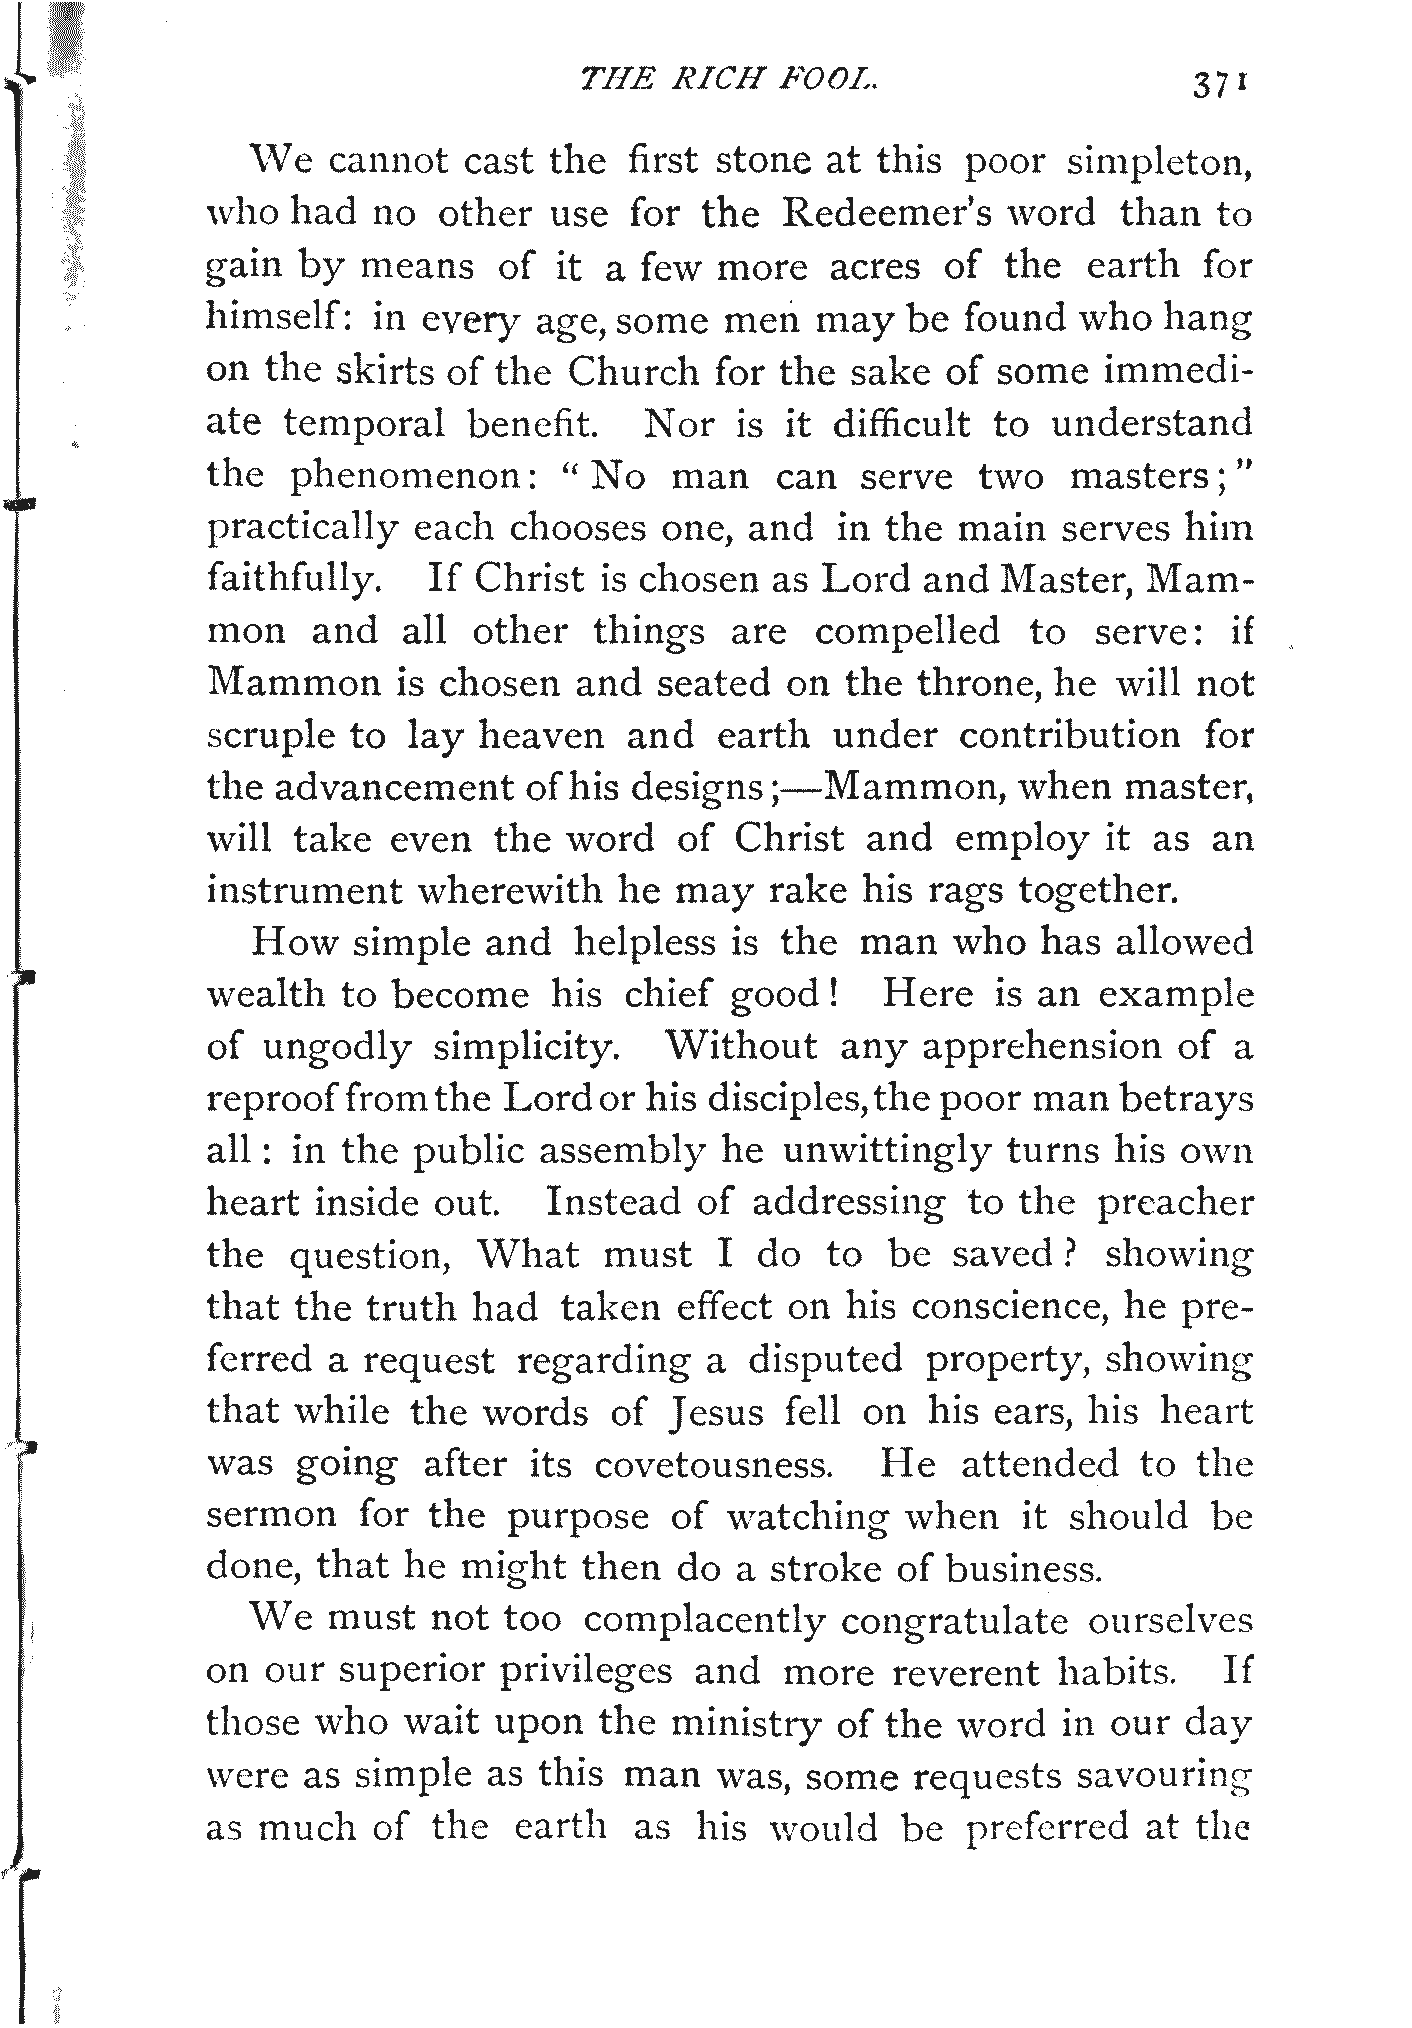 THE RICH FOOL. 371
We cannot cast the first stone at this poor simpleton,
who had no other use for the Redeemer's word than to
gain by means of it a few more acres of the earth for
himself: in every age, some men may be found who hang
on the skirts of the Church for the sake of some immedi-
ate temporal benefit. Nor is it difficult to understand
the phenomenon: “ No man can serve two masters;”
practically each chooses one, and in the main serves him
faithfully. If Christ is chosen as Lord and Master, Mam-
mon and all other things are compelled to serve: if
Mammon is chosen and seated on the throne, he will not
scruple to lay heaven and earth under contribution for
the advancement of his designs;—Mammon, when master,
will take even the word of Christ and employ it as an
instrument wherewith he may rake his rags together.
How simple and helpless is the man who has allowed
wealth to become his chief good! Here is an example
of ungodly simplicity. Without any apprehension of a
reproof from the Lord or his disciples, the poor man betrays
all: in the public assembly he unwittingly turns his own
heart inside out. Instead of addressing to the preacher
the question, What must I do to be saved? showing
that the truth had taken effect on his conscience, he pre-
ferred a request regarding a disputed property, showing
that while the words of Jesus fell on his ears, his heart
was going after its covetousness. He attended to the
sermon for the purpose of watching when it should be
done, that he might then do a stroke of business.
We must not too complacently congratulate ourselves
on our superior privileges and more reverent habits. If
those who wait upon the ministry of the word in our day
were as simple as this man was, some requests savouring
as much of the earth as his would be preferred at the